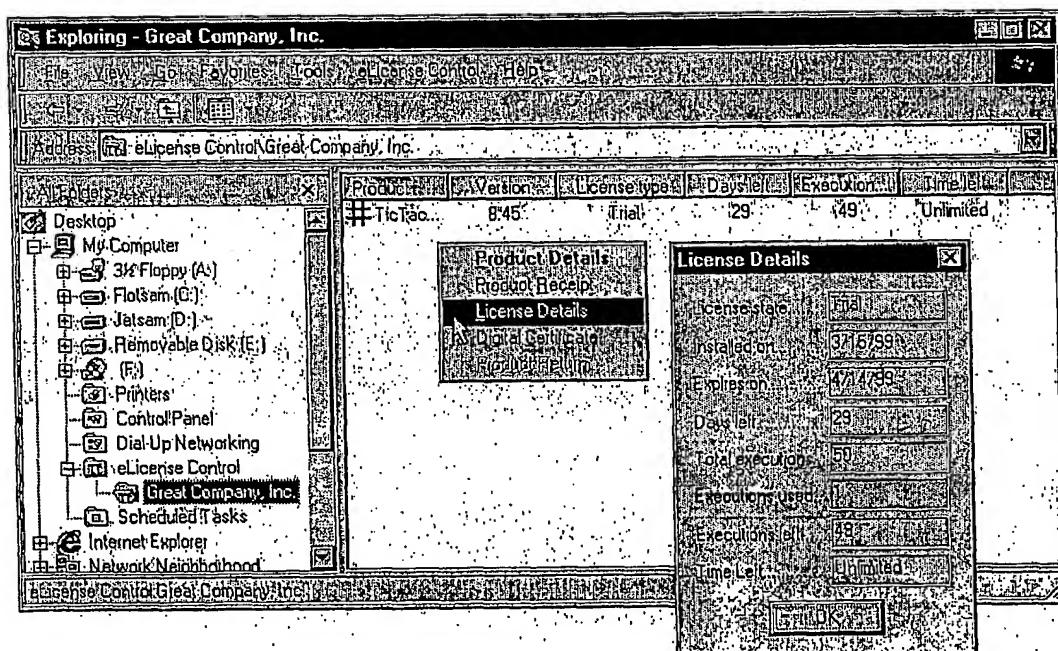 Exploring - Great Company, Inc.
File View Go Favorites Tools eLicense Control Help
Address eLicense Control\Great Company, Inc.
All Folders
Product Version License type Days left Execution... Time left
TicTac... 8.45 Trial 29 49 Unlimited
Desktop
My Computer
3½ Floppy (A:)
Flotsam (C:)
Jetsam (D:)
Removable Disk (E:)
(F:)
Printers
Control Panel
Dial-Up Networking
eLicense Control
Great Company, Inc.
Scheduled Tasks
Internet Explorer
Network Neighborhood
eLicense Control\Great Company, Inc.
Product Details
Product Receipt
License Details
Digital Certificate
License Details
License state Trial
Installed on
Expires on 4/14/99
Days left 29
Total executions 50
Executions used 1
Executions left 49
Time Left Unlimited
OK